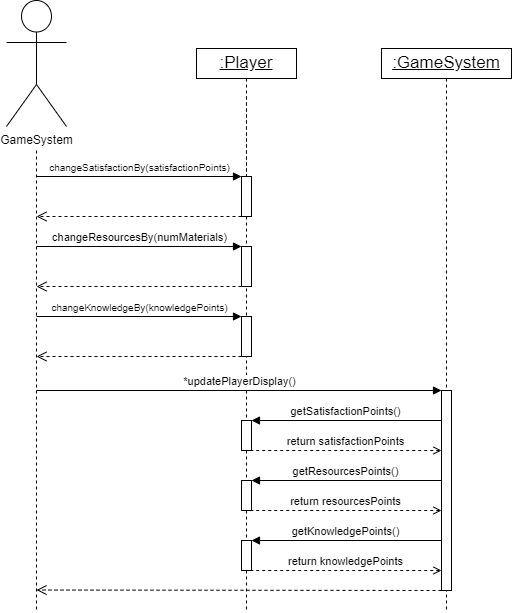 :Player
:GameSystem
GameSystem
changeSatisfactionBy(satisfactionPoints)
changeResourcesBy(numMaterials)
changeKnowledgeBy(knowledgePoints)
*updatePlayerDisplay()
getSatisfactionPoints()
return satisfactionPoints
getResourcesPoints()
return resourcesPoints
getKnowledgePoints()
return knowledgePoints